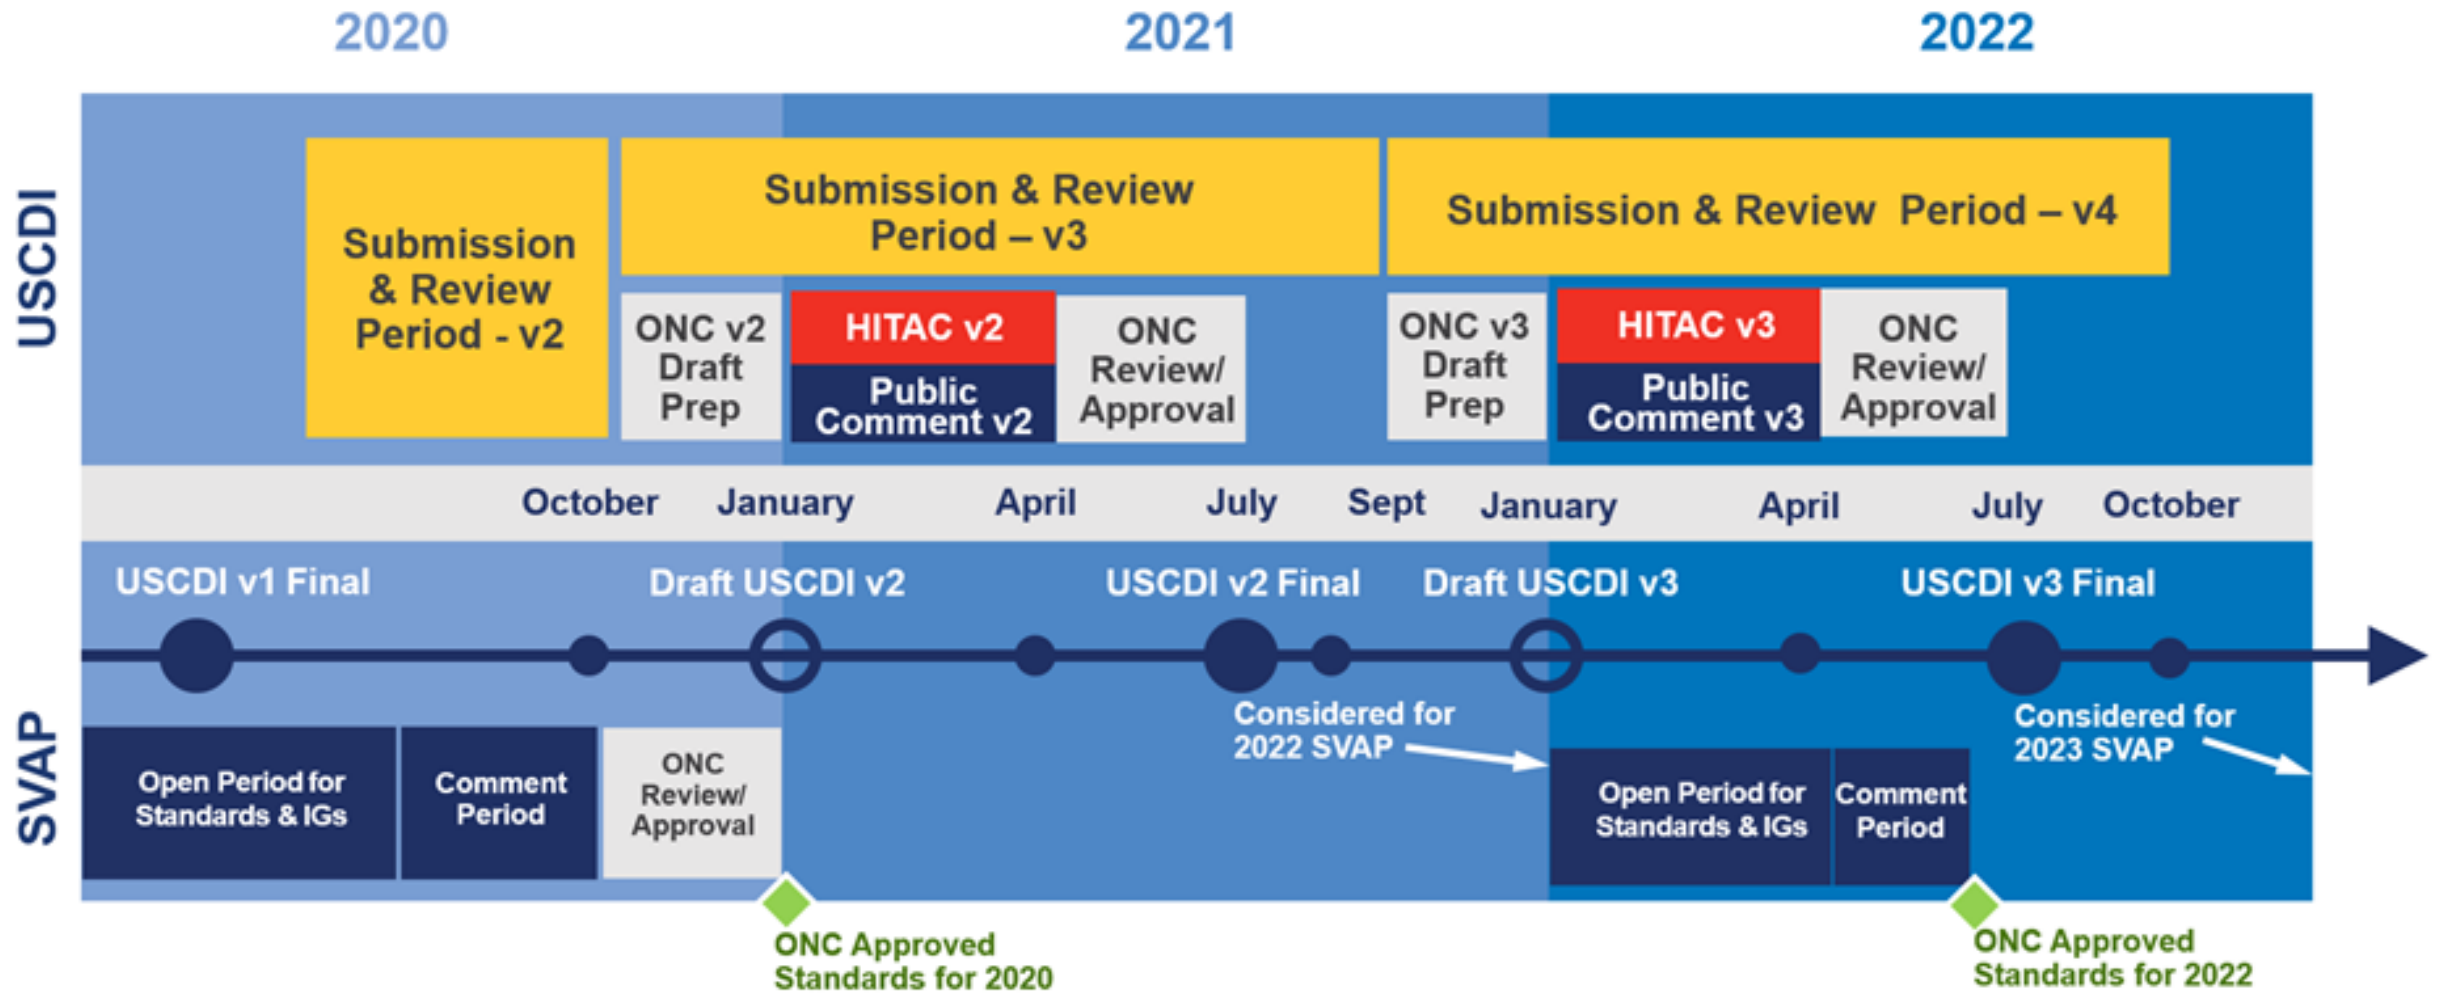 2020
2021
2022
USCDI
Submission
& Review
Period - v2
Submission & Review
Period – v3
Submission & Review Period – v4
ONC v2
Draft
Prep
HITAC v2
Public
Comment v2
ONC
Review/
Approval
ONC v3
Draft
Prep
HITAC v3
Public
Comment v3
ONC
Review/
Approval
October
January
April
July
Sept
January
April
July
October
USCDI v1 Final
Draft USCDI v2
USCDI v2 Final
Draft USCDI v3
USCDI v3 Final
SVAP
Open Period for
Standards & IGs
Comment
Period
ONC
Review/
Approval
Considered for
2022 SVAP
Open Period for
Standards & IGs
Comment
Period
Considered for
2023 SVAP
ONC Approved
Standards for 2020
ONC Approved
Standards for 2022